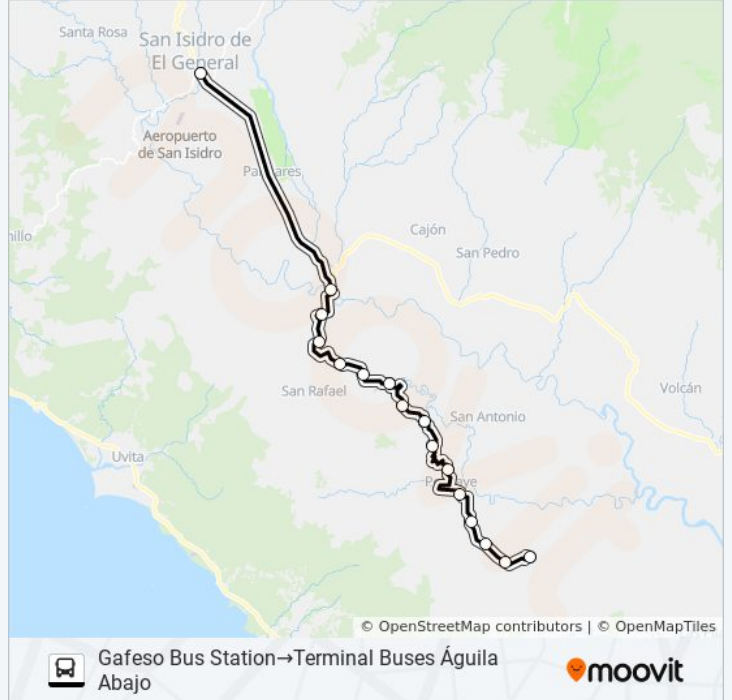 Santa Rosa
San Isidro de
El General
Aeropuerto
de San Isidro
Cajón
San Pedro
San Rafael
San Antonio
Volcán
Uvita
© OpenStreetMap contributors | © OpenMapTiles
Gafeso Bus Station→Terminal Buses Águila
Abajo
moovit